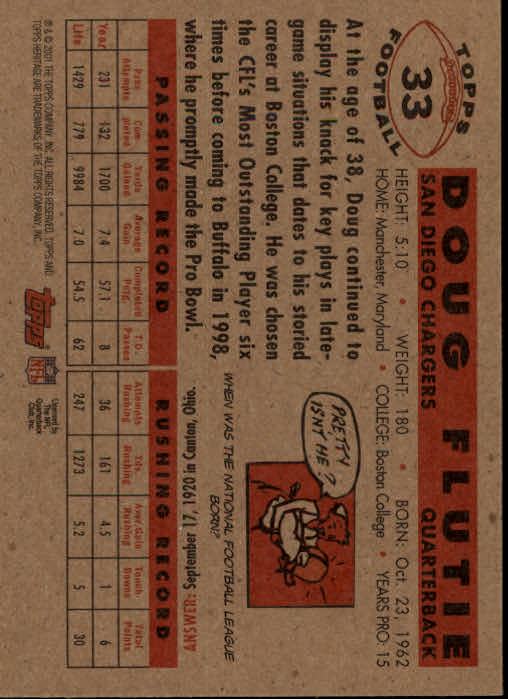 TOPPS
33
FOOTBALL
DOUG FLUTIE
SAN DIEGO CHARGERS QUARTERBACK
HEIGHT: 5'10" • WEIGHT: 180 • BORN: Oct. 23, 1962
HOME: Manchester, Maryland • COLLEGE: Boston College • YEARS PRO: 15
At the age of 38, Doug continued to
display his knack for key plays in late-
game situations that dates to his storied
career at Boston College. He was chosen
the CFL's Most Outstanding Player six
times before coming to Buffalo in 1998,
where he promptly made the Pro Bowl.
PRETTY
ISN'T HE?
WHEN WAS THE NATIONAL FOOTBALL LEAGUE
BORN?
ANSWER: September 17, 1920 in Canton, Ohio.
PASSING RECORD RUSHING RECORD
Year Pass Attempts Com- pleted Yards Gained Average Gain Completed Perg. T.D. Passes Attempts Rushing Yds. Rushing Aver. Gain Rushing Touch- Downs Total Points
Year 231 132 1700 7.4 57.1 8 36 161 4.5 1 6
Life 1429 779 9984 7.0 54.5 62 247 1273 5.2 5 30
® & © 2001 THE TOPPS COMPANY, INC. ALL RIGHTS RESERVED. TOPPS AND
TOPPS HERITAGE ARE TRADEMARKS OF THE TOPPS COMPANY, INC.
topps
NFL
Licensed by
The NFL
Quarterback
Club, Inc.